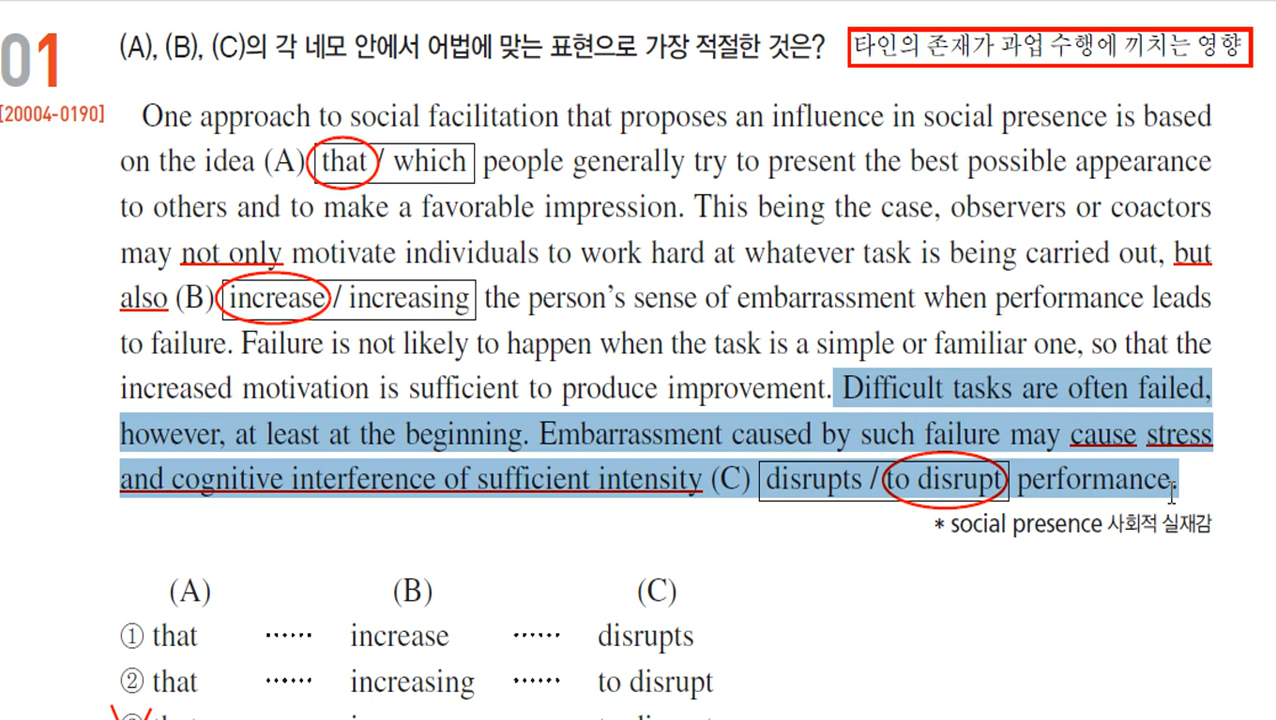 01
(A), (B), (C)의 각 네모 안에서 어법에 맞는 표현으로 가장 적절한 것은?
타인의 존재가 과업 수행에 끼치는 영향
[20004-0190]
One approach to social facilitation that proposes an influence in social presence is based
on the idea (A) that / which people generally try to present the best possible appearance
to others and to make a favorable impression. This being the case, observers or coactors
may not only motivate individuals to work hard at whatever task is being carried out, but
also (B) increase / increasing the person's sense of embarrassment when performance leads
to failure. Failure is not likely to happen when the task is a simple or familiar one, so that the
increased motivation is sufficient to produce improvement. Difficult tasks are often failed,
however, at least at the beginning. Embarrassment caused by such failure may cause stress
and cognitive interference of sufficient intensity (C) disrupts / to disrupt performance.
* social presence 사회적 실재감
(A) (B) (C)
① that ...... increase ...... disrupts
② that ...... increasing ...... to disrupt